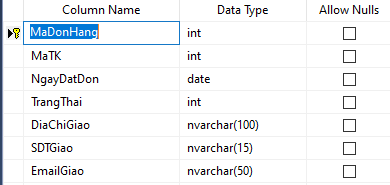 Column Name Data Type Allow Nulls
MaDonHang int
MaTK int
NgayDatDon date
TrangThai int
DiaChiGiao nvarchar(100)
SDTGiao nvarchar(15)
EmailGiao nvarchar(50)